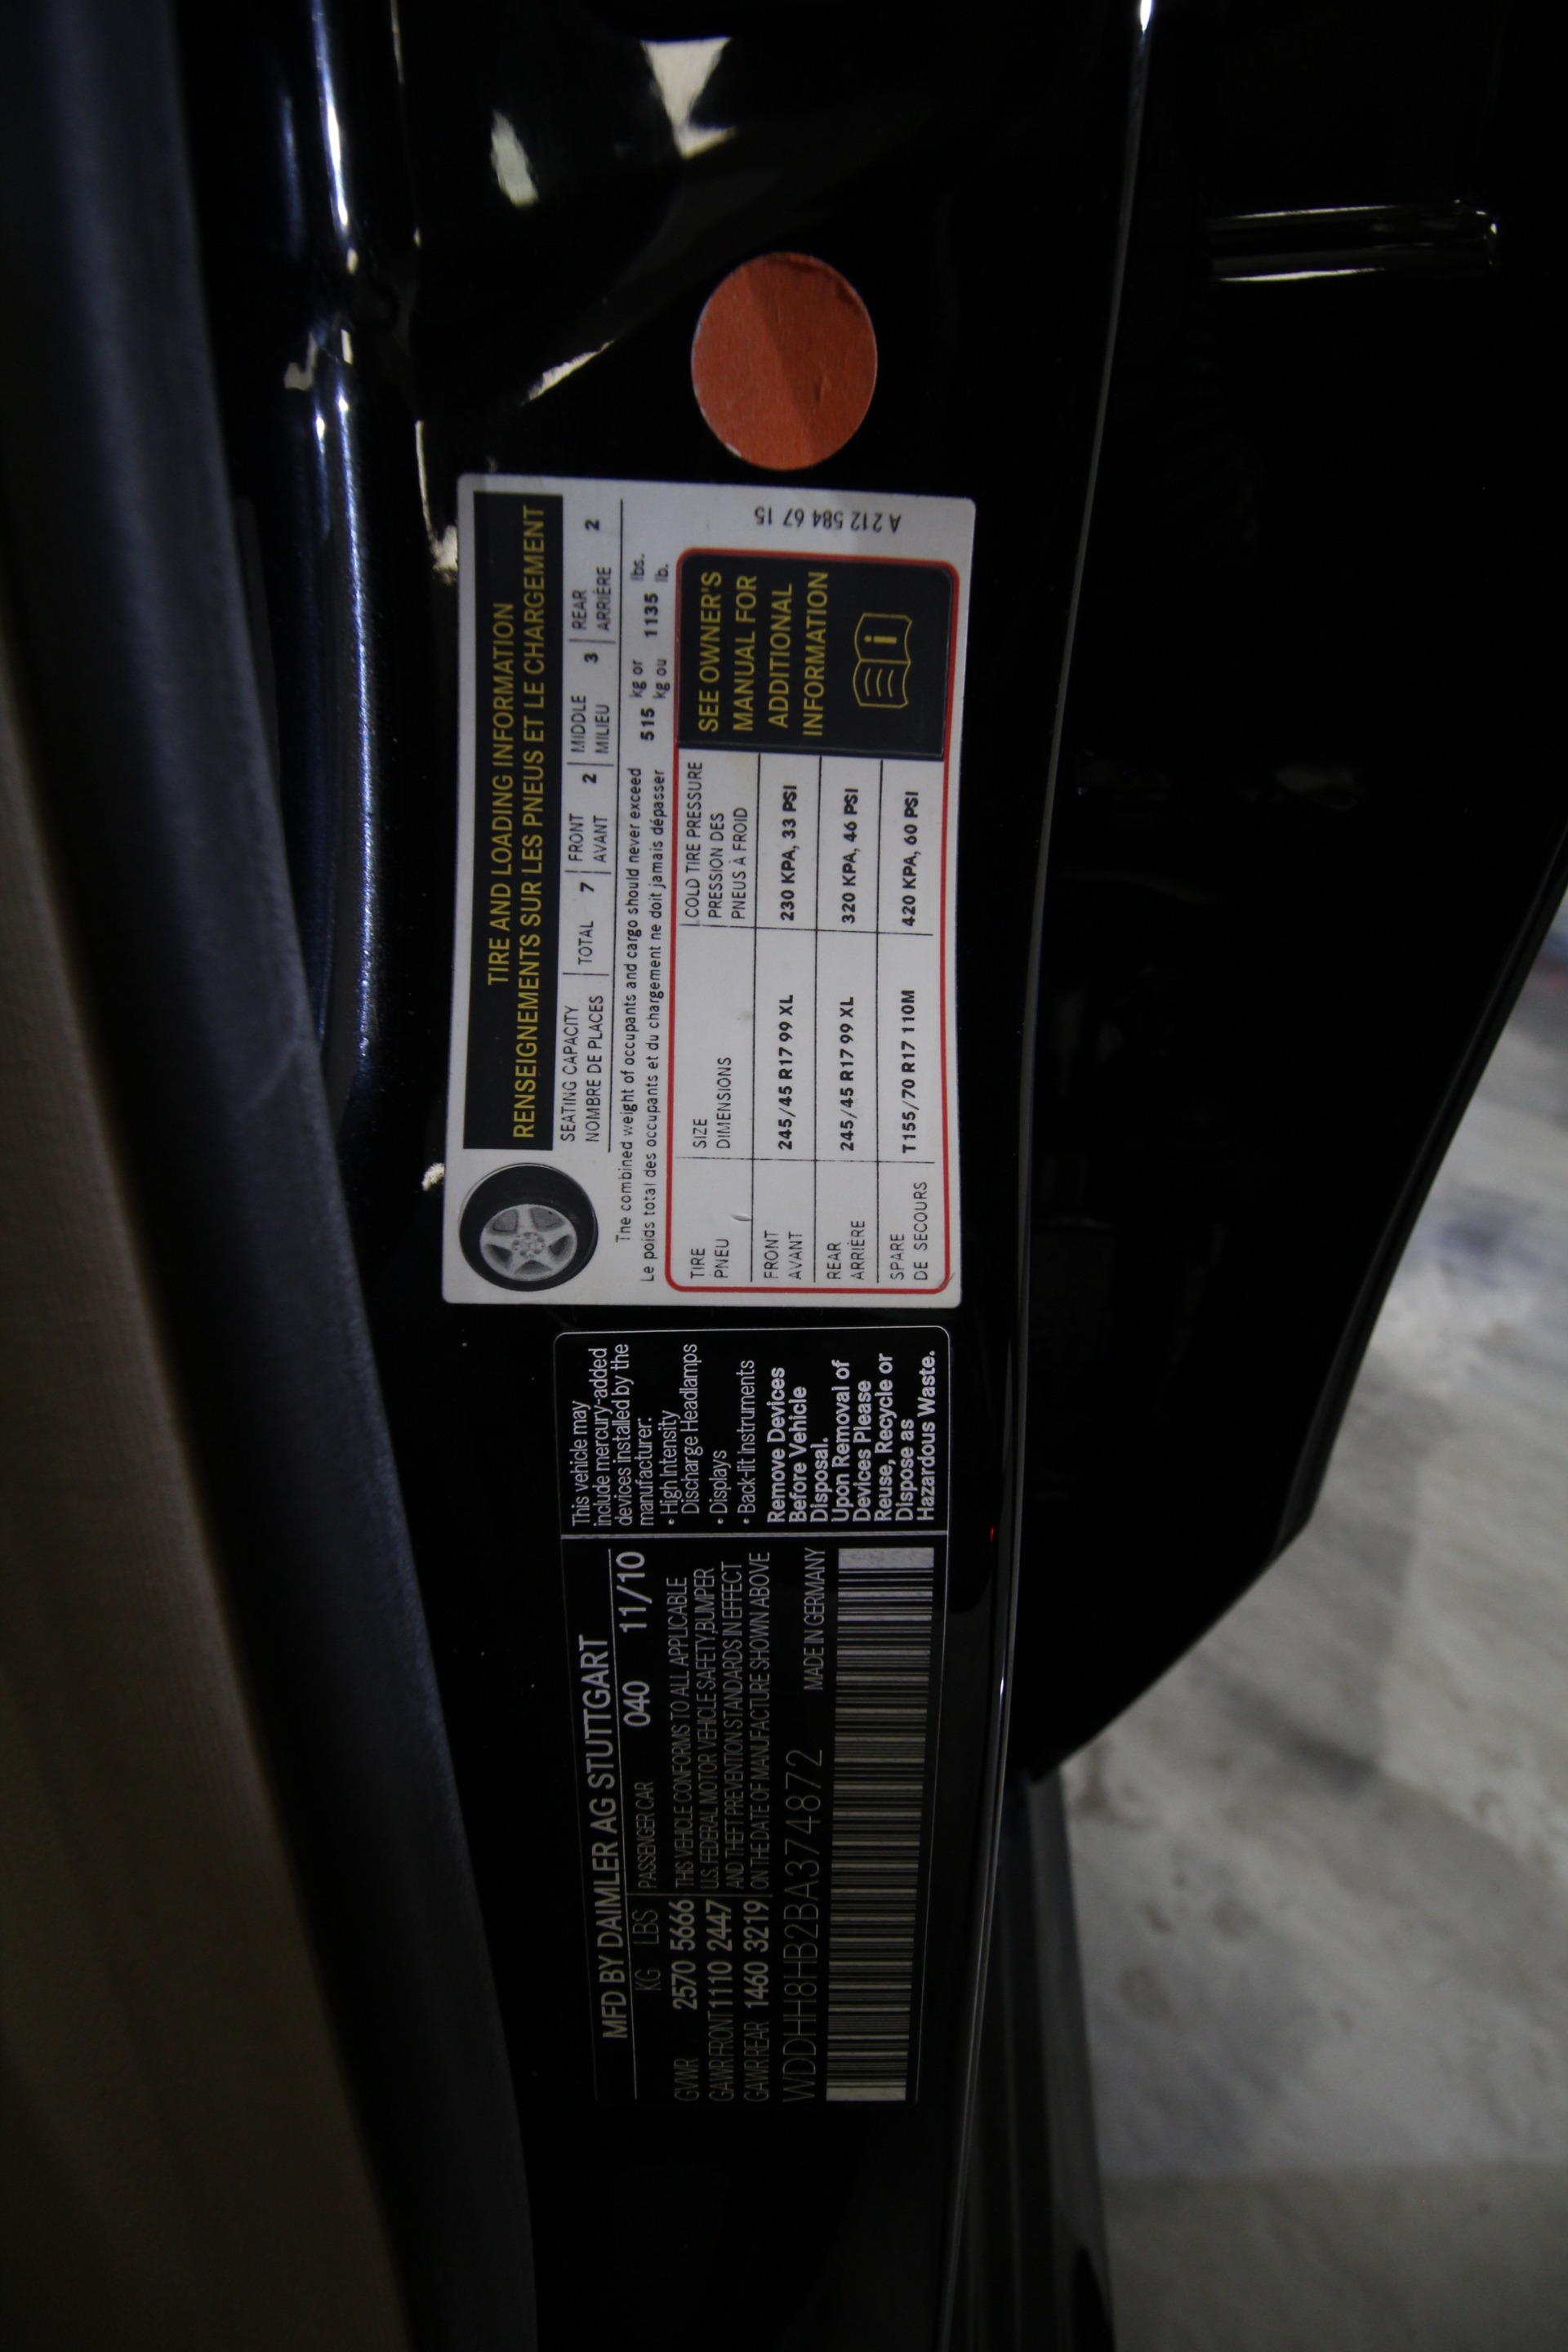 TIRE AND LOADING INFORMATION
RENSEIGNEMENTS SUR LES PNEUS ET LE CHARGEMENT
SEATING CAPACITY TOTAL 7 FRONT 2 MIDDLE 3 REAR 2
NOMBRE DE PLACES AVANT MILIEU ARRIÈRE
The combined weight of occupants and cargo should never exceed 515 kg or 1135 lbs.
Le poids total des occupants et du chargement ne doit jamais dépasser kg ou lb.
TIRE SIZE COLD TIRE PRESSURE
PNEU DIMENSIONS PRESSION DES
PNEUS À FROID
FRONT 245/45 R17 99 XL 230 KPA, 33 PSI
AVANT
REAR 245/45 R17 99 XL 320 KPA, 46 PSI
ARRIÈRE
SPARE T155/70 R17 110M 420 KPA, 60 PSI
DE SECOURS
SEE OWNER'S
MANUAL FOR
ADDITIONAL
INFORMATION
A 212 584 67 15
MFD BY DAIMLER AG STUTTGART
KG LBS PASSENGER CAR 040 11/10
GVWR 2570 5666 THIS VEHICLE CONFORMS TO ALL APPLICABLE
GAWR FRONT 1110 2447 U.S. FEDERAL MOTOR VEHICLE SAFETY,BUMPER
GAWR REAR 1460 3219 AND THEFT PREVENTION STANDARDS IN EFFECT
ON THE DATE OF MANUFACTURE SHOWN ABOVE
WDDHH8HB2BA374872 MADE IN GERMANY
This vehicle may
include mercury-added
devices installed by the
manufacturer:
• High Intensity
Discharge Headlamps
• Displays
• Back-lit Instruments
Remove Devices
Before Vehicle
Disposal.
Upon Removal of
Devices Please
Reuse, Recycle or
Dispose as
Hazardous Waste.